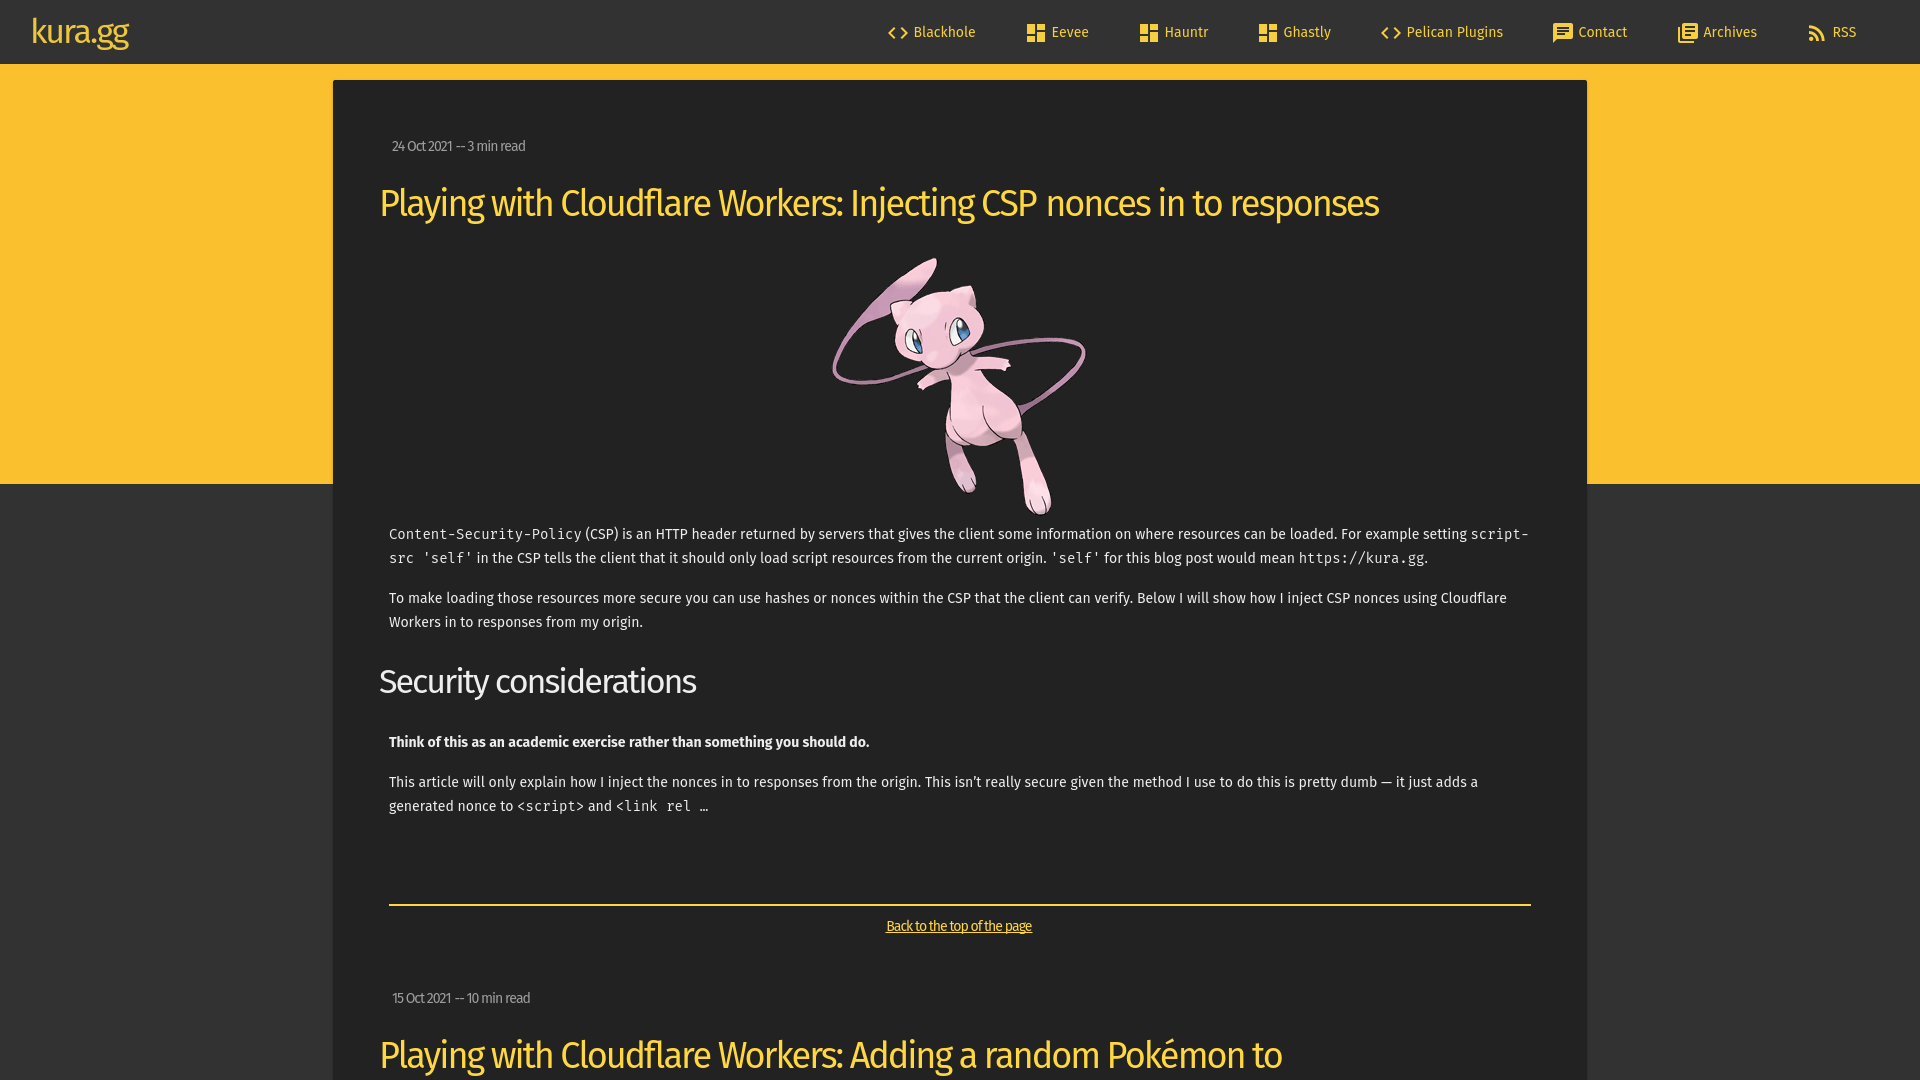 kura.gg
Blackhole
Eevee
Hauntr
Ghastly
Pelican Plugins
Contact
Archives
RSS
24 Oct 2021 -- 3 min read
Playing with Cloudflare Workers: Injecting CSP nonces in to responses
Content-Security-Policy (CSP) is an HTTP header returned by servers that gives the client some information on where resources can be loaded. For example setting script-
src 'self' in the CSP tells the client that it should only load script resources from the current origin. 'self' for this blog post would mean https://kura.gg.
To make loading those resources more secure you can use hashes or nonces within the CSP that the client can verify. Below I will show how I inject CSP nonces using Cloudflare
Workers in to responses from my origin.
Security considerations
Think of this as an academic exercise rather than something you should do.
This article will only explain how I inject the nonces in to responses from the origin. This isn’t really secure given the method I use to do this is pretty dumb — it just adds a
generated nonce to <script> and <link rel …
Back to the top of the page
15 Oct 2021 -- 10 min read
Playing with Cloudflare Workers: Adding a random Pokémon to